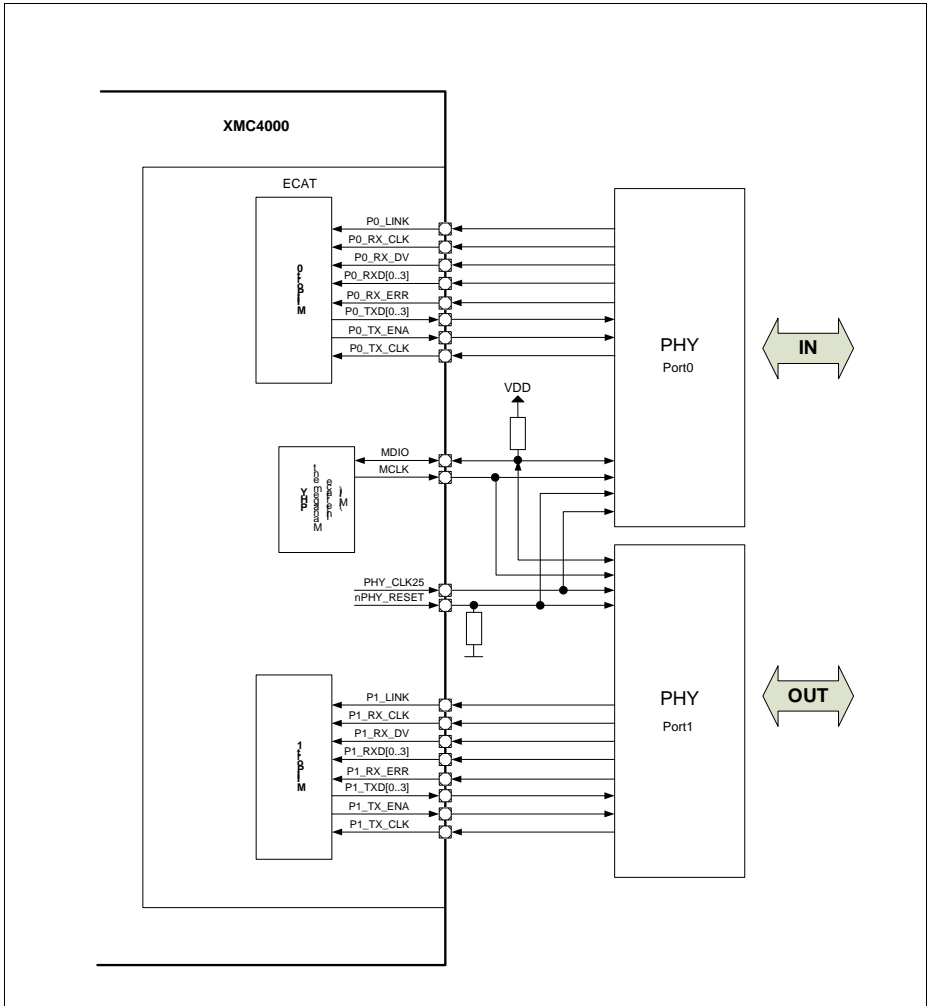 XMC4000
ECAT
P0_LINK
P0_RX_CLK
P0_RX_DV
P0_RXD[0..3]
P0_RX_ERR
P0_TXD[0..3]
P0_TX_ENA
P0_TX_CLK
PHY
Port0
IN
VDD
MDIO
MCLK
PHY_CLK25
nPHY_RESET
P1_LINK
P1_RX_CLK
P1_RX_DV
P1_RXD[0..3]
P1_RX_ERR
P1_TXD[0..3]
P1_TX_ENA
P1_TX_CLK
PHY
Port1
OUT